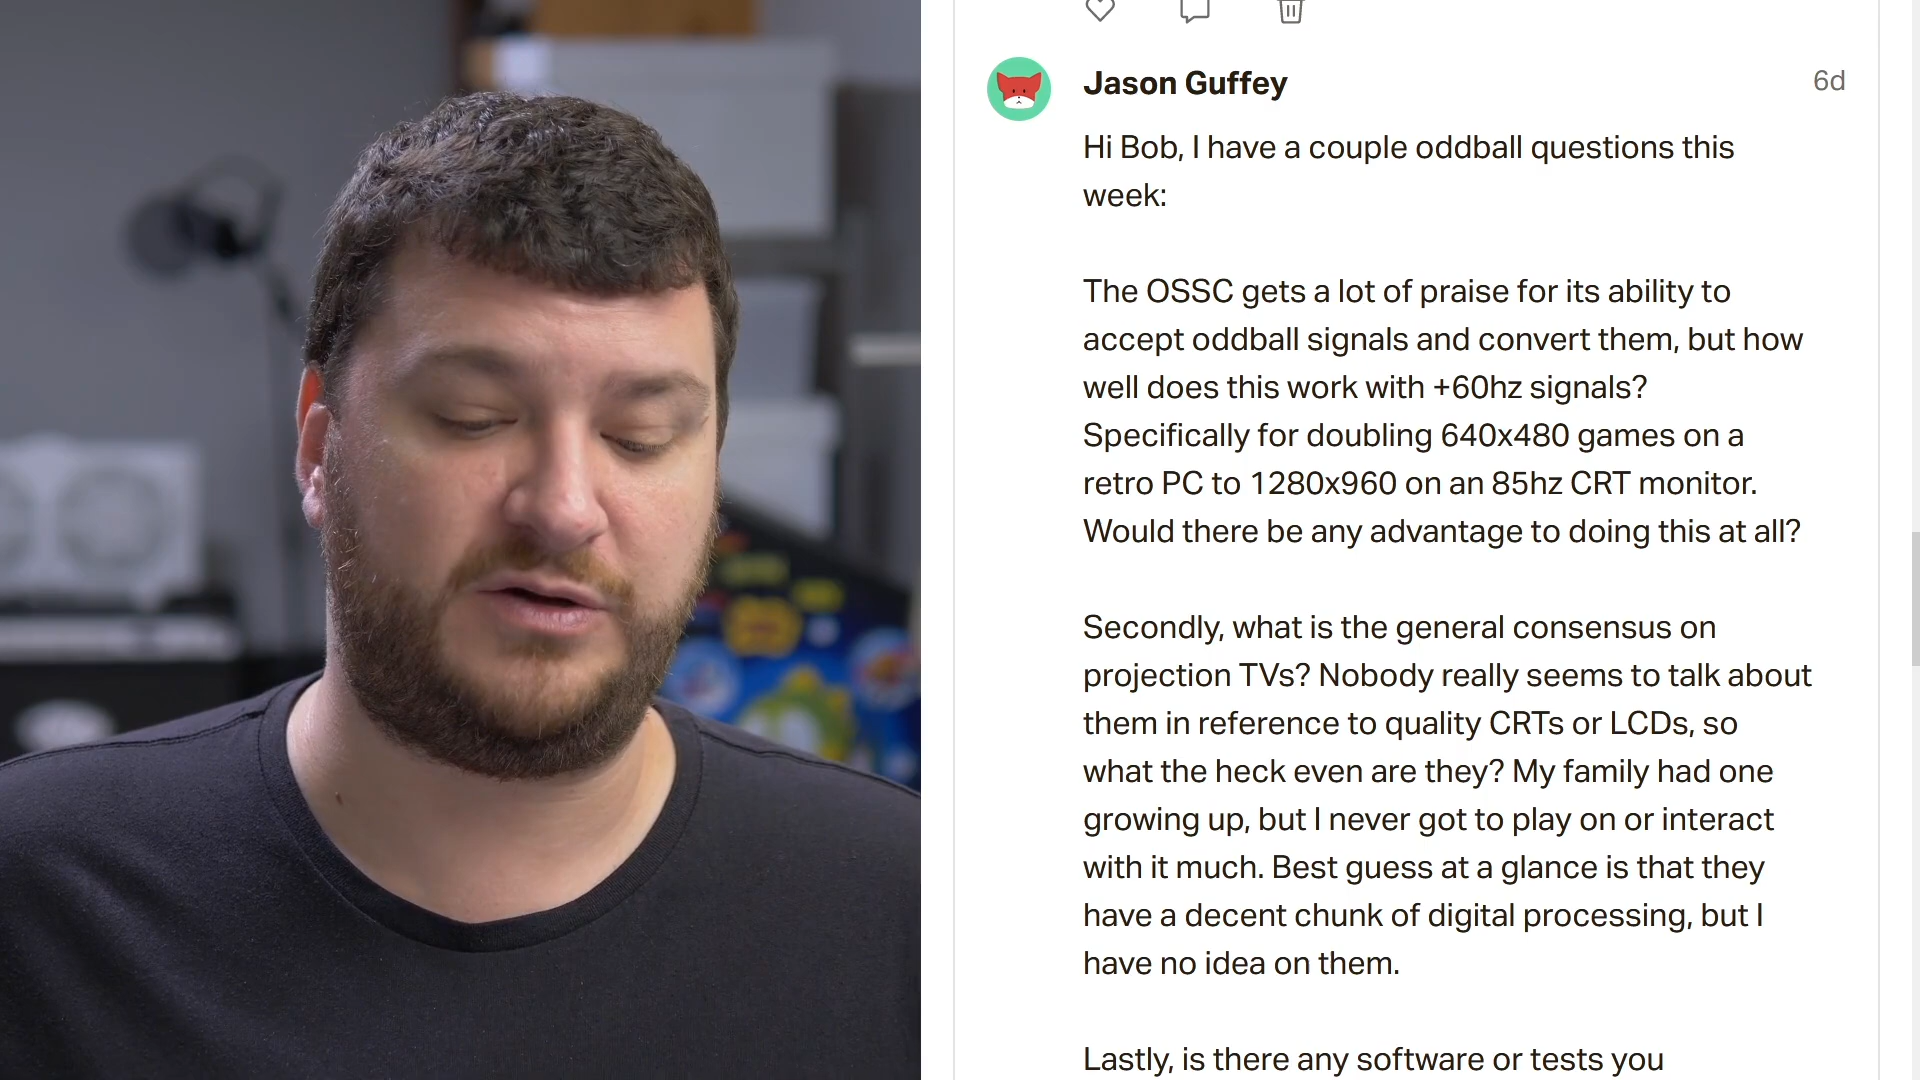 Jason Guffey
6d
Hi Bob, I have a couple oddball questions this
week:
The OSSC gets a lot of praise for its ability to
accept oddball signals and convert them, but how
well does this work with +60hz signals?
Specifically for doubling 640x480 games on a
retro PC to 1280x960 on an 85hz CRT monitor.
Would there be any advantage to doing this at all?
Secondly, what is the general consensus on
projection TVs? Nobody really seems to talk about
them in reference to quality CRTs or LCDs, so
what the heck even are they? My family had one
growing up, but I never got to play on or interact
with it much. Best guess at a glance is that they
have a decent chunk of digital processing, but I
have no idea on them.
Lastly, is there any software or tests you